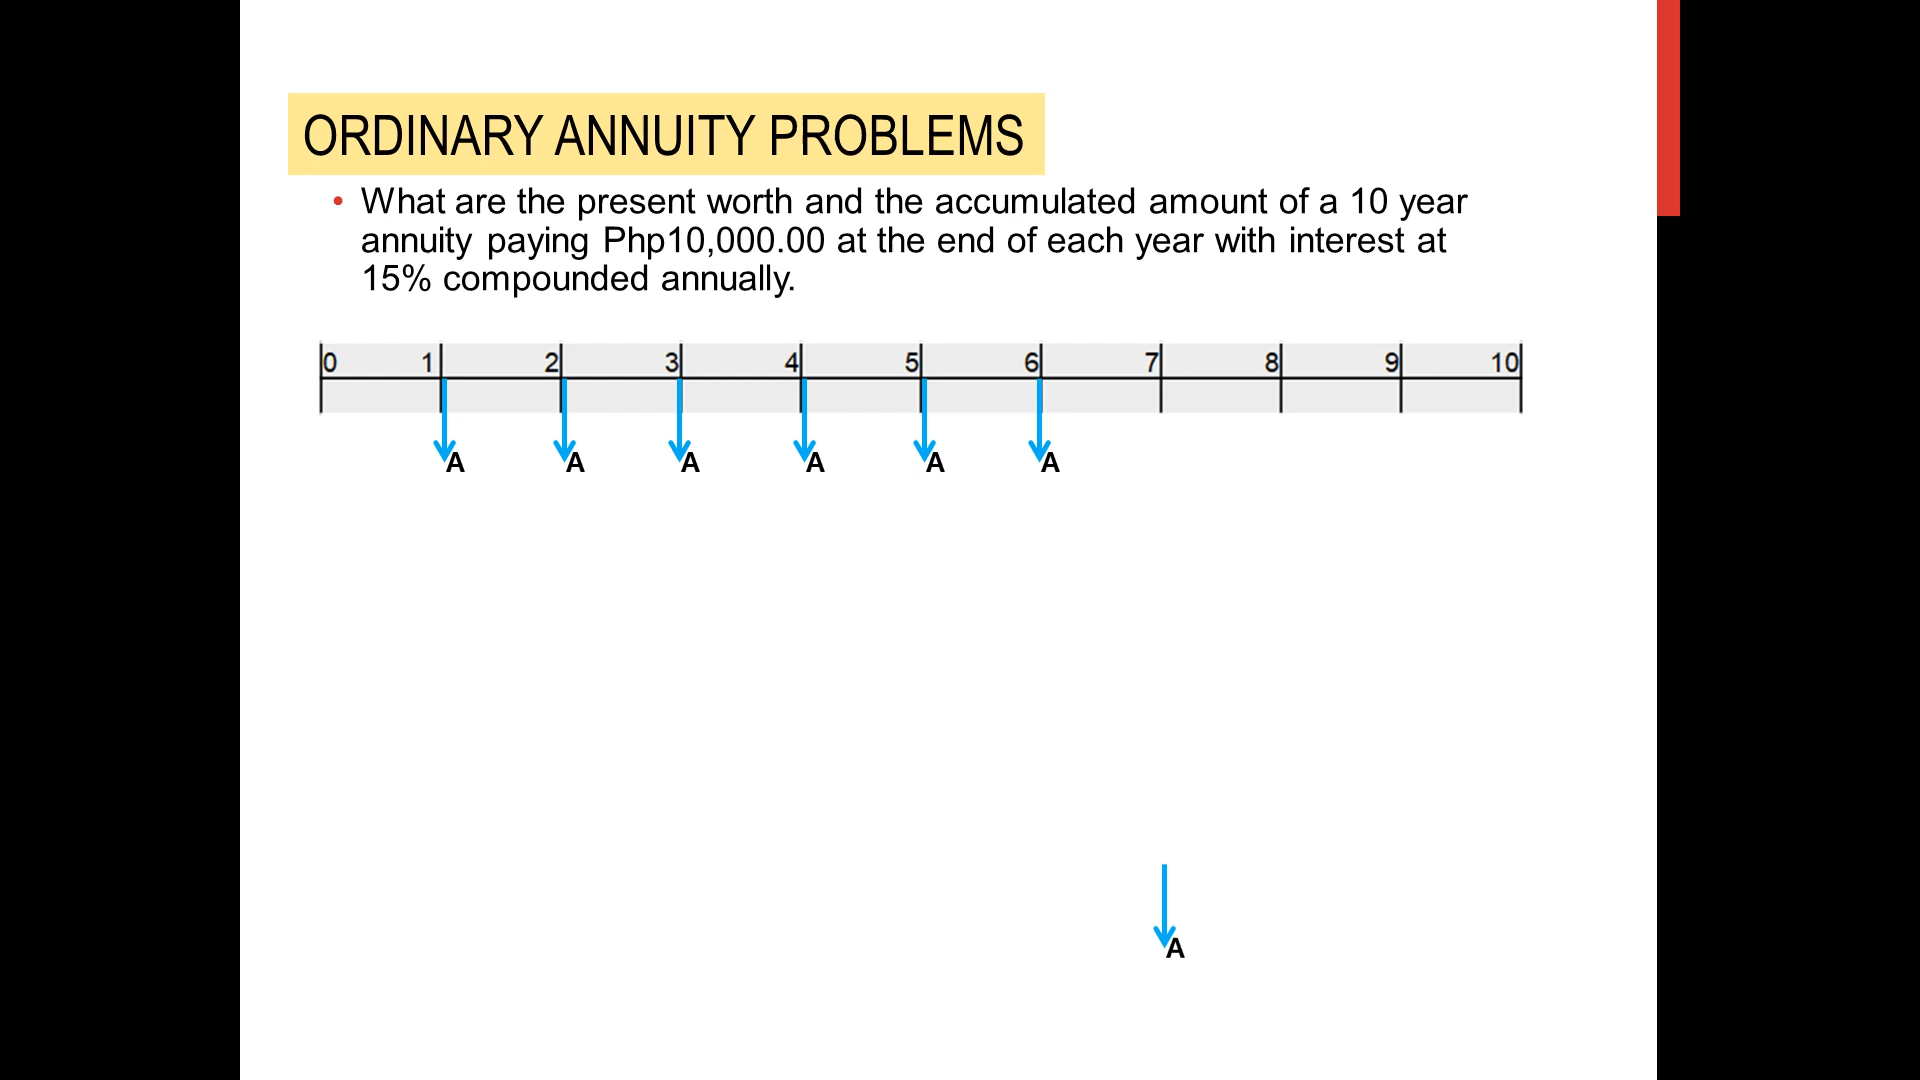 ORDINARY ANNUITY PROBLEMS
• What are the present worth and the accumulated amount of a 10 year
annuity paying Php10,000.00 at the end of each year with interest at
15% compounded annually.
0 1 2 3 4 5 6 7 8 9 10
A A A A A A
A